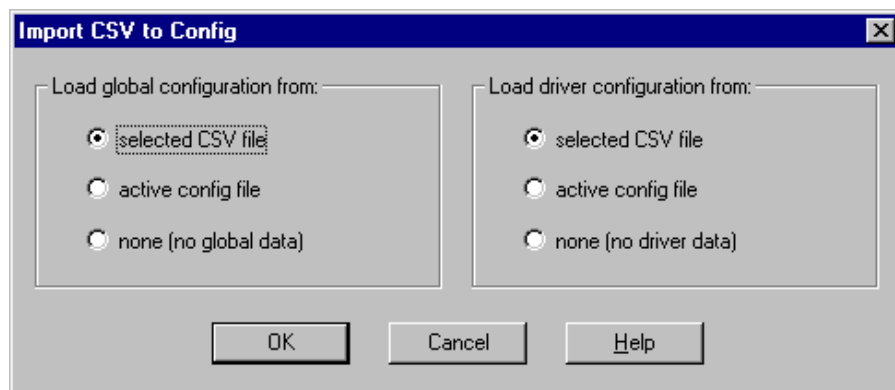 Import CSV to Config
Load global configuration from:
selected CSV file
active config file
none (no global data)
Load driver configuration from:
selected CSV file
active config file
none (no driver data)
OK
Cancel
Help